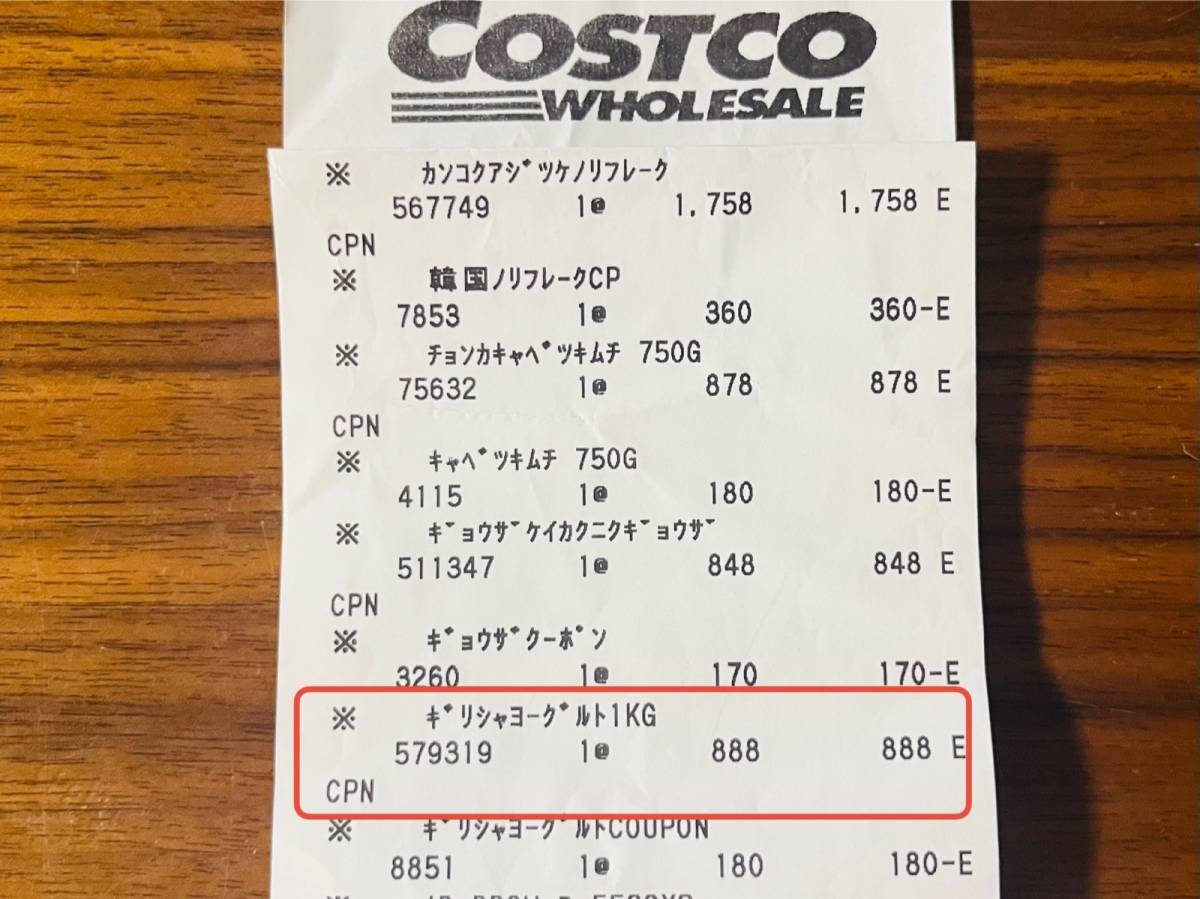 COSTCO
WHOLESALE
※ カンコクアジツケノリフレーク
567749 1@ 1,758 1,758 E
CPN
※ 韓国ノリフレークCP
7853 1@ 360 360-E
※ チョンカキャベツキムチ 750G
75632 1@ 878 878 E
CPN
※ キャベツキムチ 750G
4115 1@ 180 180-E
※ ギョウザケイカクニクギョウザ
511347 1@ 848 848 E
CPN
※ ギョウザクーポン
3260 1@ 170 170-E
※ ギリシャヨーグルト1KG
579319 1@ 888 888 E
CPN
※ ギリシャヨーグルトCOUPON
8851 1@ 180 180-E